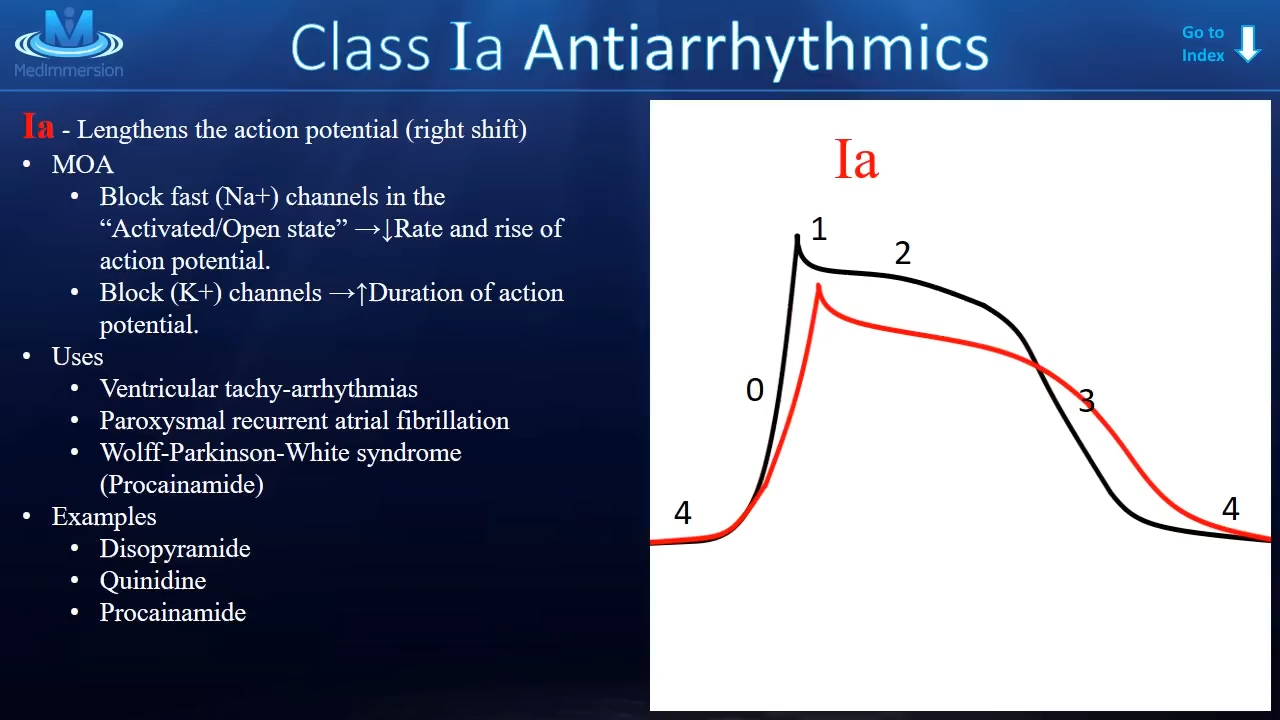 MedImmersion
Class Ia Antiarrhythmics
Go to
Index
Ia - Lengthens the action potential (right shift)
• MOA
• Block fast (Na+) channels in the
“Activated/Open state” →↓Rate and rise of
action potential.
• Block (K+) channels →↑Duration of action
potential.
• Uses
• Ventricular tachy-arrhythmias
• Paroxysmal recurrent atrial fibrillation
• Wolff-Parkinson-White syndrome
(Procainamide)
• Examples
• Disopyramide
• Quinidine
• Procainamide
Ia
1
2
0
3
4
4